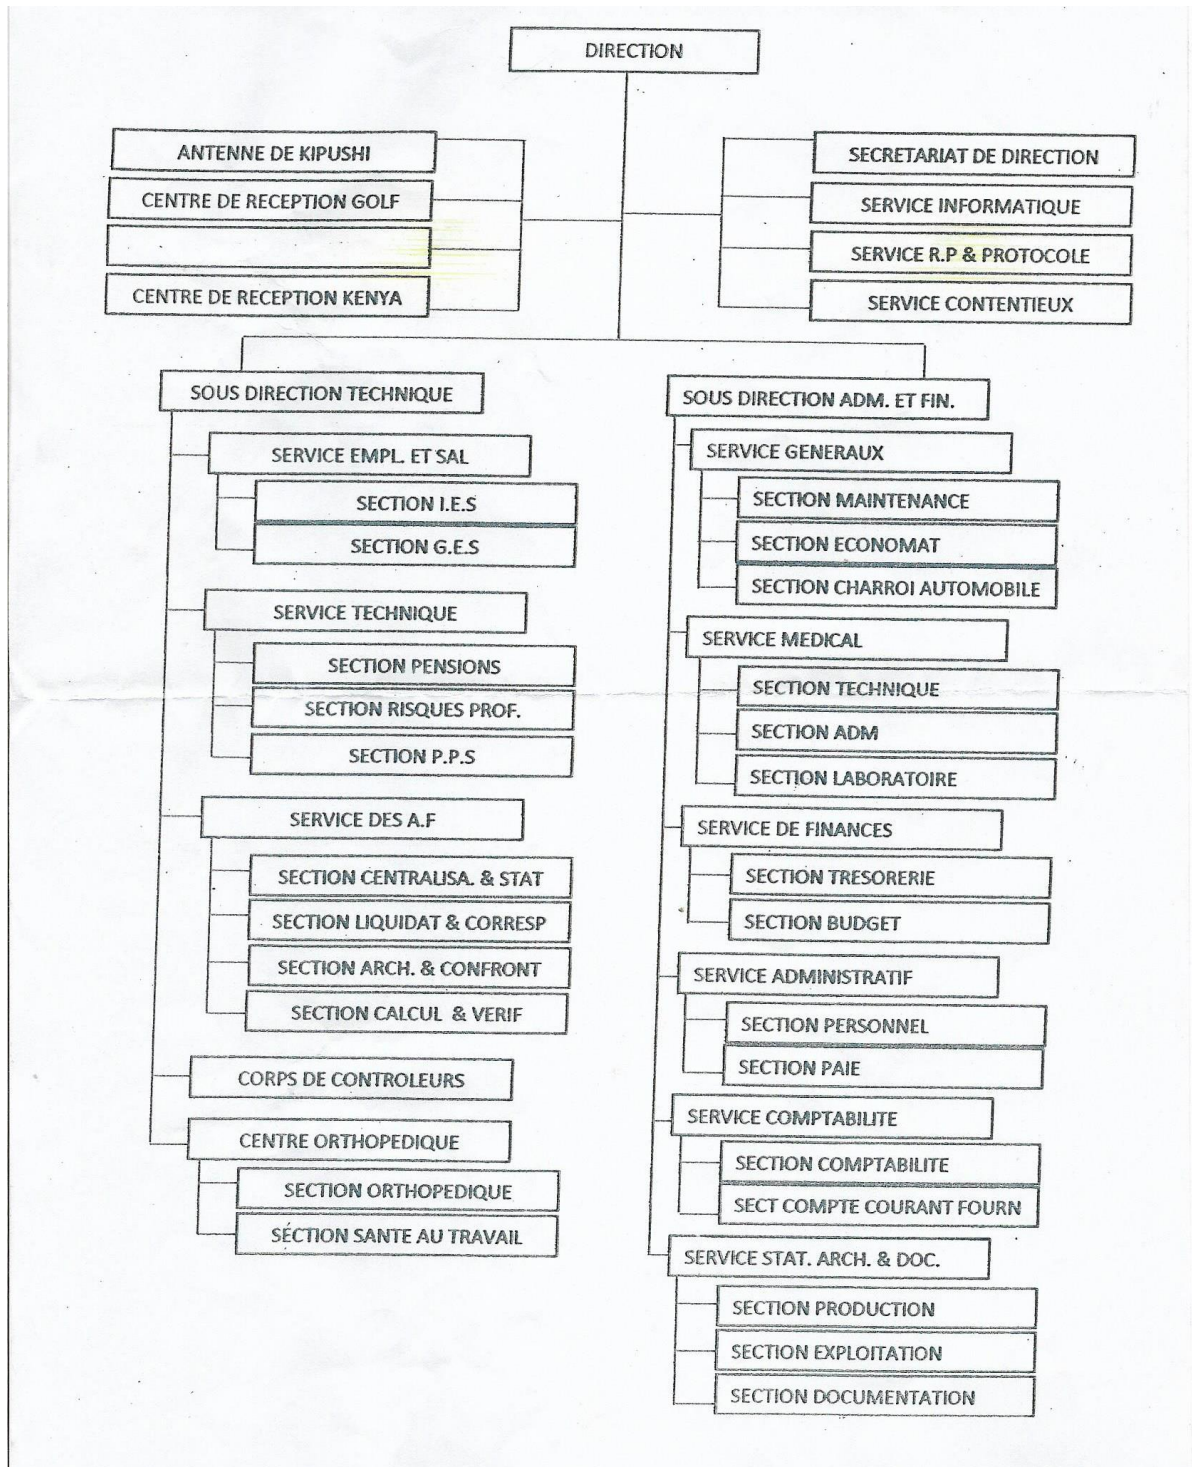 DIRECTION
ANTENNE DE KIPUSHI
CENTRE DE RECEPTION GOLF
CENTRE DE RECEPTION KENYA
SECRETARIAT DE DIRECTION
SERVICE INFORMATIQUE
SERVICE R.P & PROTOCOLE
SERVICE CONTENTIEUX
SOUS DIRECTION TECHNIQUE
SERVICE EMPL. ET SAL
SECTION I.E.S
SECTION G.E.S
SERVICE TECHNIQUE
SECTION PENSIONS
SECTION RISQUES PROF.
SECTION P.P.S
SERVICE DES A.F
SECTION CENTRALISA. & STAT
SECTION LIQUIDAT & CORRESP
SECTION ARCH. & CONFRONT
SECTION CALCUL & VERIF
CORPS DE CONTROLEURS
CENTRE ORTHOPEDIQUE
SECTION ORTHOPEDIQUE
SECTION SANTE AU TRAVAIL
SOUS DIRECTION ADM. ET FIN.
SERVICE GENERAUX
SECTION MAINTENANCE
SECTION ECONOMAT
SECTION CHARROI AUTOMOBILE
SERVICE MEDICAL
SECTION TECHNIQUE
SECTION ADM
SECTION LABORATOIRE
SERVICE DE FINANCES
SECTION TRESORERIE
SECTION BUDGET
SERVICE ADMINISTRATIF
SECTION PERSONNEL
SECTION PAIE
SERVICE COMPTABILITE
SECTION COMPTABILITE
SECT COMPTE COURANT FOURN
SERVICE STAT. ARCH. & DOC.
SECTION PRODUCTION
SECTION EXPLOITATION
SECTION DOCUMENTATION